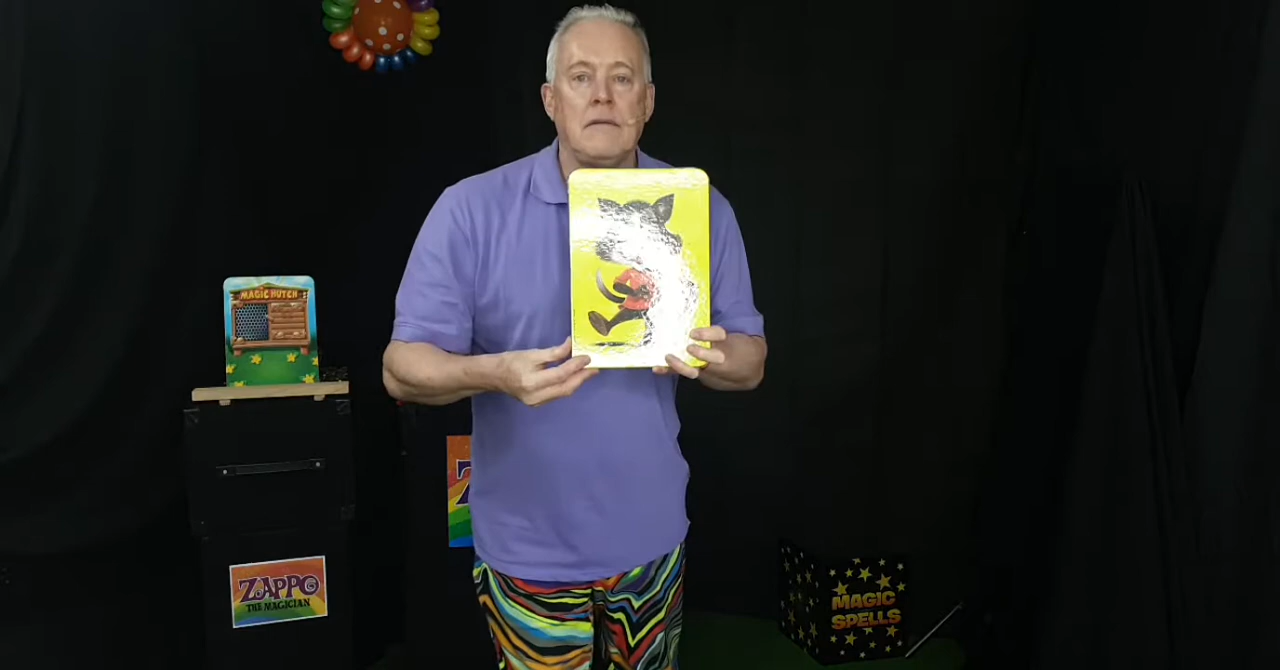 MAGIC HUTCH
ZAPPO
THE MAGICIAN
Z
MAGIC
SPELLS